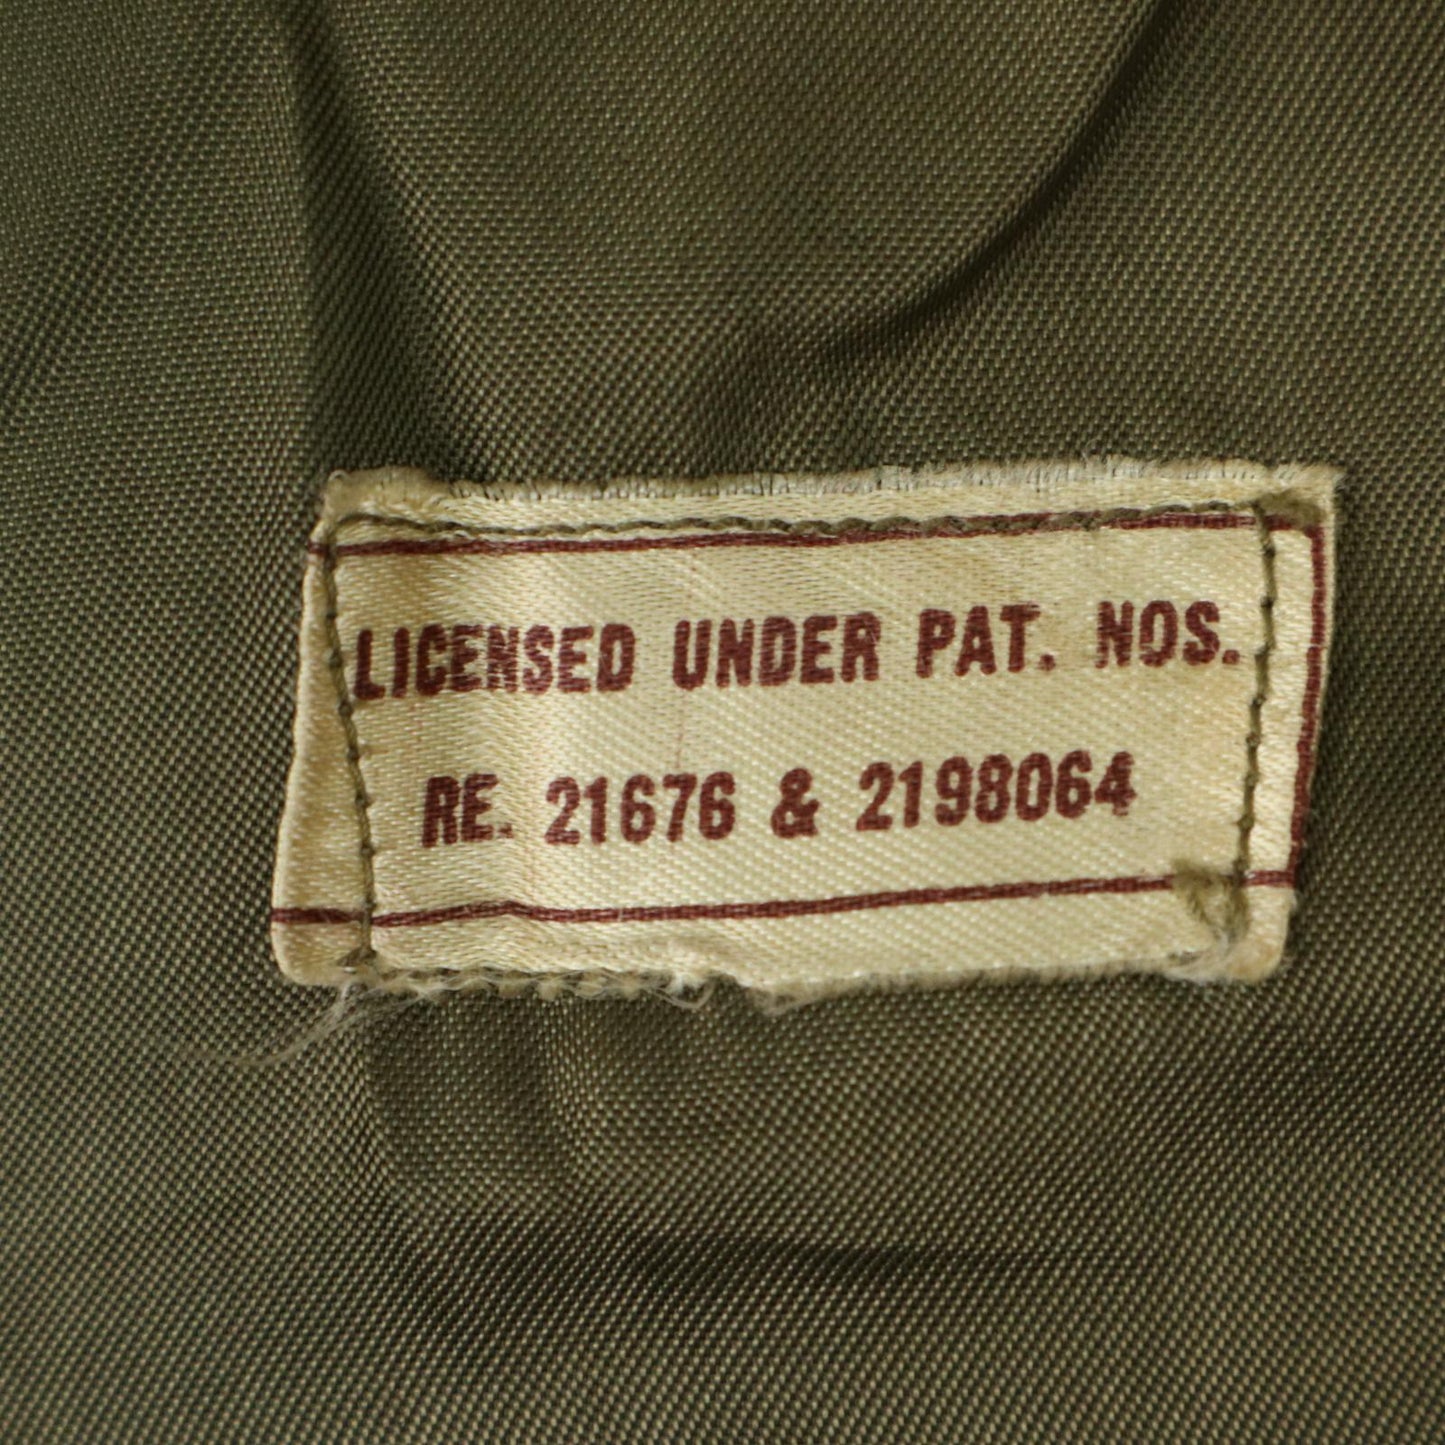 LICENSED UNDER PAT. NOS.
RE. 21676 & 2198064